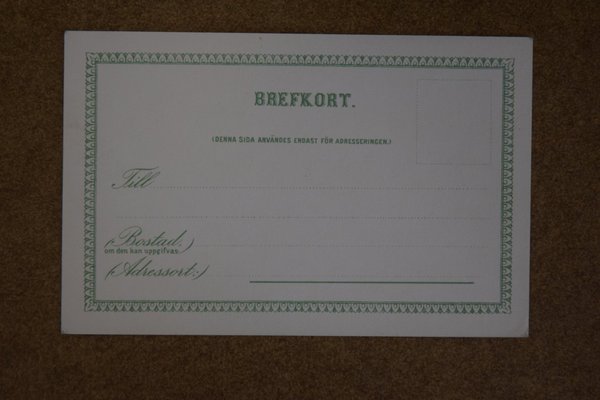 BREFKORT.
(DENNA SIDA ANVÄNDES ENDAST FÖR ADRESSERINGEN.)
Till
(Bostad.)
om den kan uppgifvas.
(Adressort:)